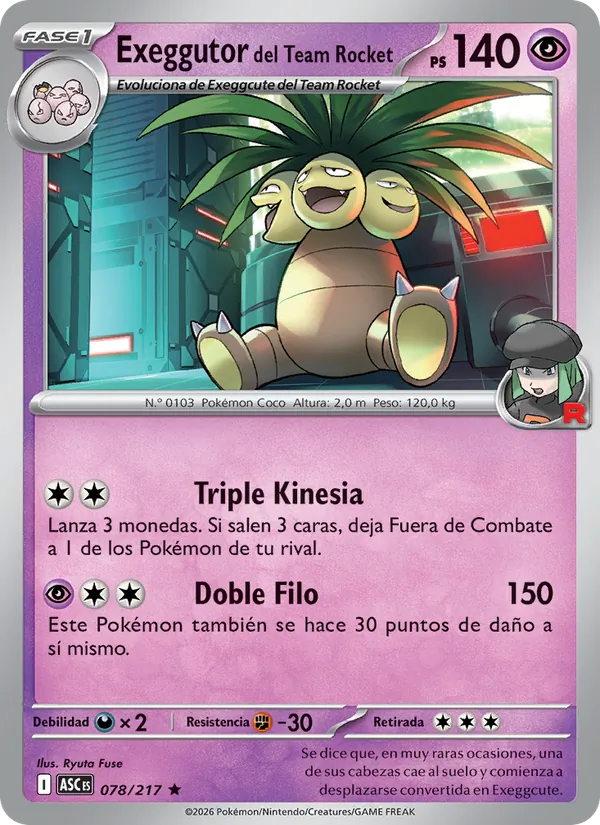 FASE 1
Exeggutor del Team Rocket
PS 140
Evoluciona de Exeggcute del Team Rocket
R
N.º 0103 Pokémon Coco Altura: 2,0 m Peso: 120,0 kg
Triple Kinesia
Lanza 3 monedas. Si salen 3 caras, deja Fuera de Combate
a 1 de los Pokémon de tu rival.
Doble Filo 150
Este Pokémon también se hace 30 puntos de daño a
sí mismo.
Debilidad ×2 Resistencia -30 Retirada
Ilus. Ryuta Fuse
I ASC ES 078/217 ★
Se dice que, en muy raras ocasiones, una
de sus cabezas cae al suelo y comienza a
desplazarse convertida en Exeggcute.
©2026 Pokémon/Nintendo/Creatures/GAME FREAK